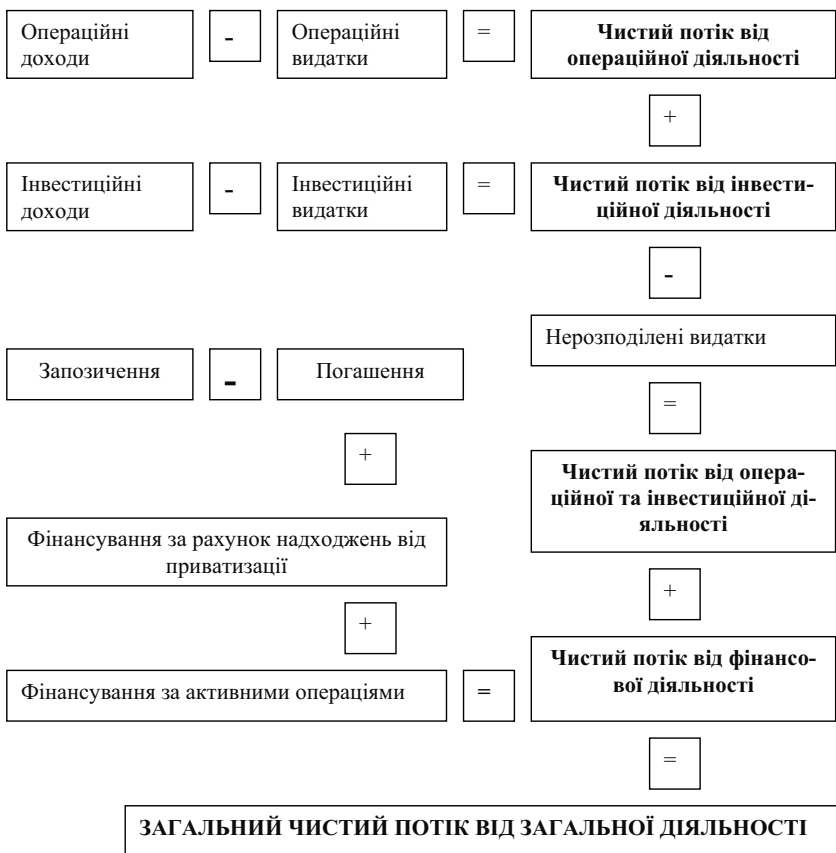 Операційні доходи
-
Операційні видатки
=
Чистий потік від
операційної діяльності
+
Інвестиційні
доходи
-
Інвестиційні
видатки
=
Чистий потік від інвести-
ційної діяльності
-
Нерозподілені видатки
Запозичення
-
Погашення
=
+
Чистий потік від опера-
ційної та інвестиційної ді-
яльності
Фінансування за рахунок надходжень від
приватизації
+
+
Чистий потік від фінансо-
вої діяльності
Фінансування за активними операціями
=
=
ЗАГАЛЬНИЙ ЧИСТИЙ ПОТІК ВІД ЗАГАЛЬНОЇ ДІЯЛЬНОСТІ